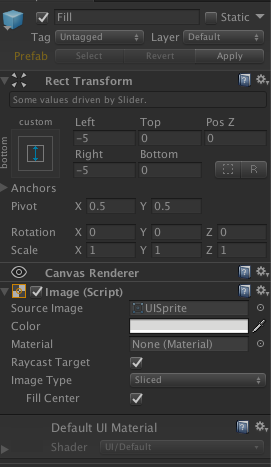 Fill Static
Tag Untagged Layer Default
Prefab Select Revert Apply
Rect Transform
Some values driven by Slider.
custom Left Top Pos Z
-5 0 0
bottom
Right Bottom
-5 0 R
Anchors
Pivot X 0.5 Y 0.5
Rotation X 0 Y 0 Z 0
Scale X 1 Y 1 Z 1
Canvas Renderer
Image (Script)
Source Image UISprite
Color
Material None (Material)
Raycast Target
Image Type Sliced
Fill Center
Default UI Material
Shader UI/Default